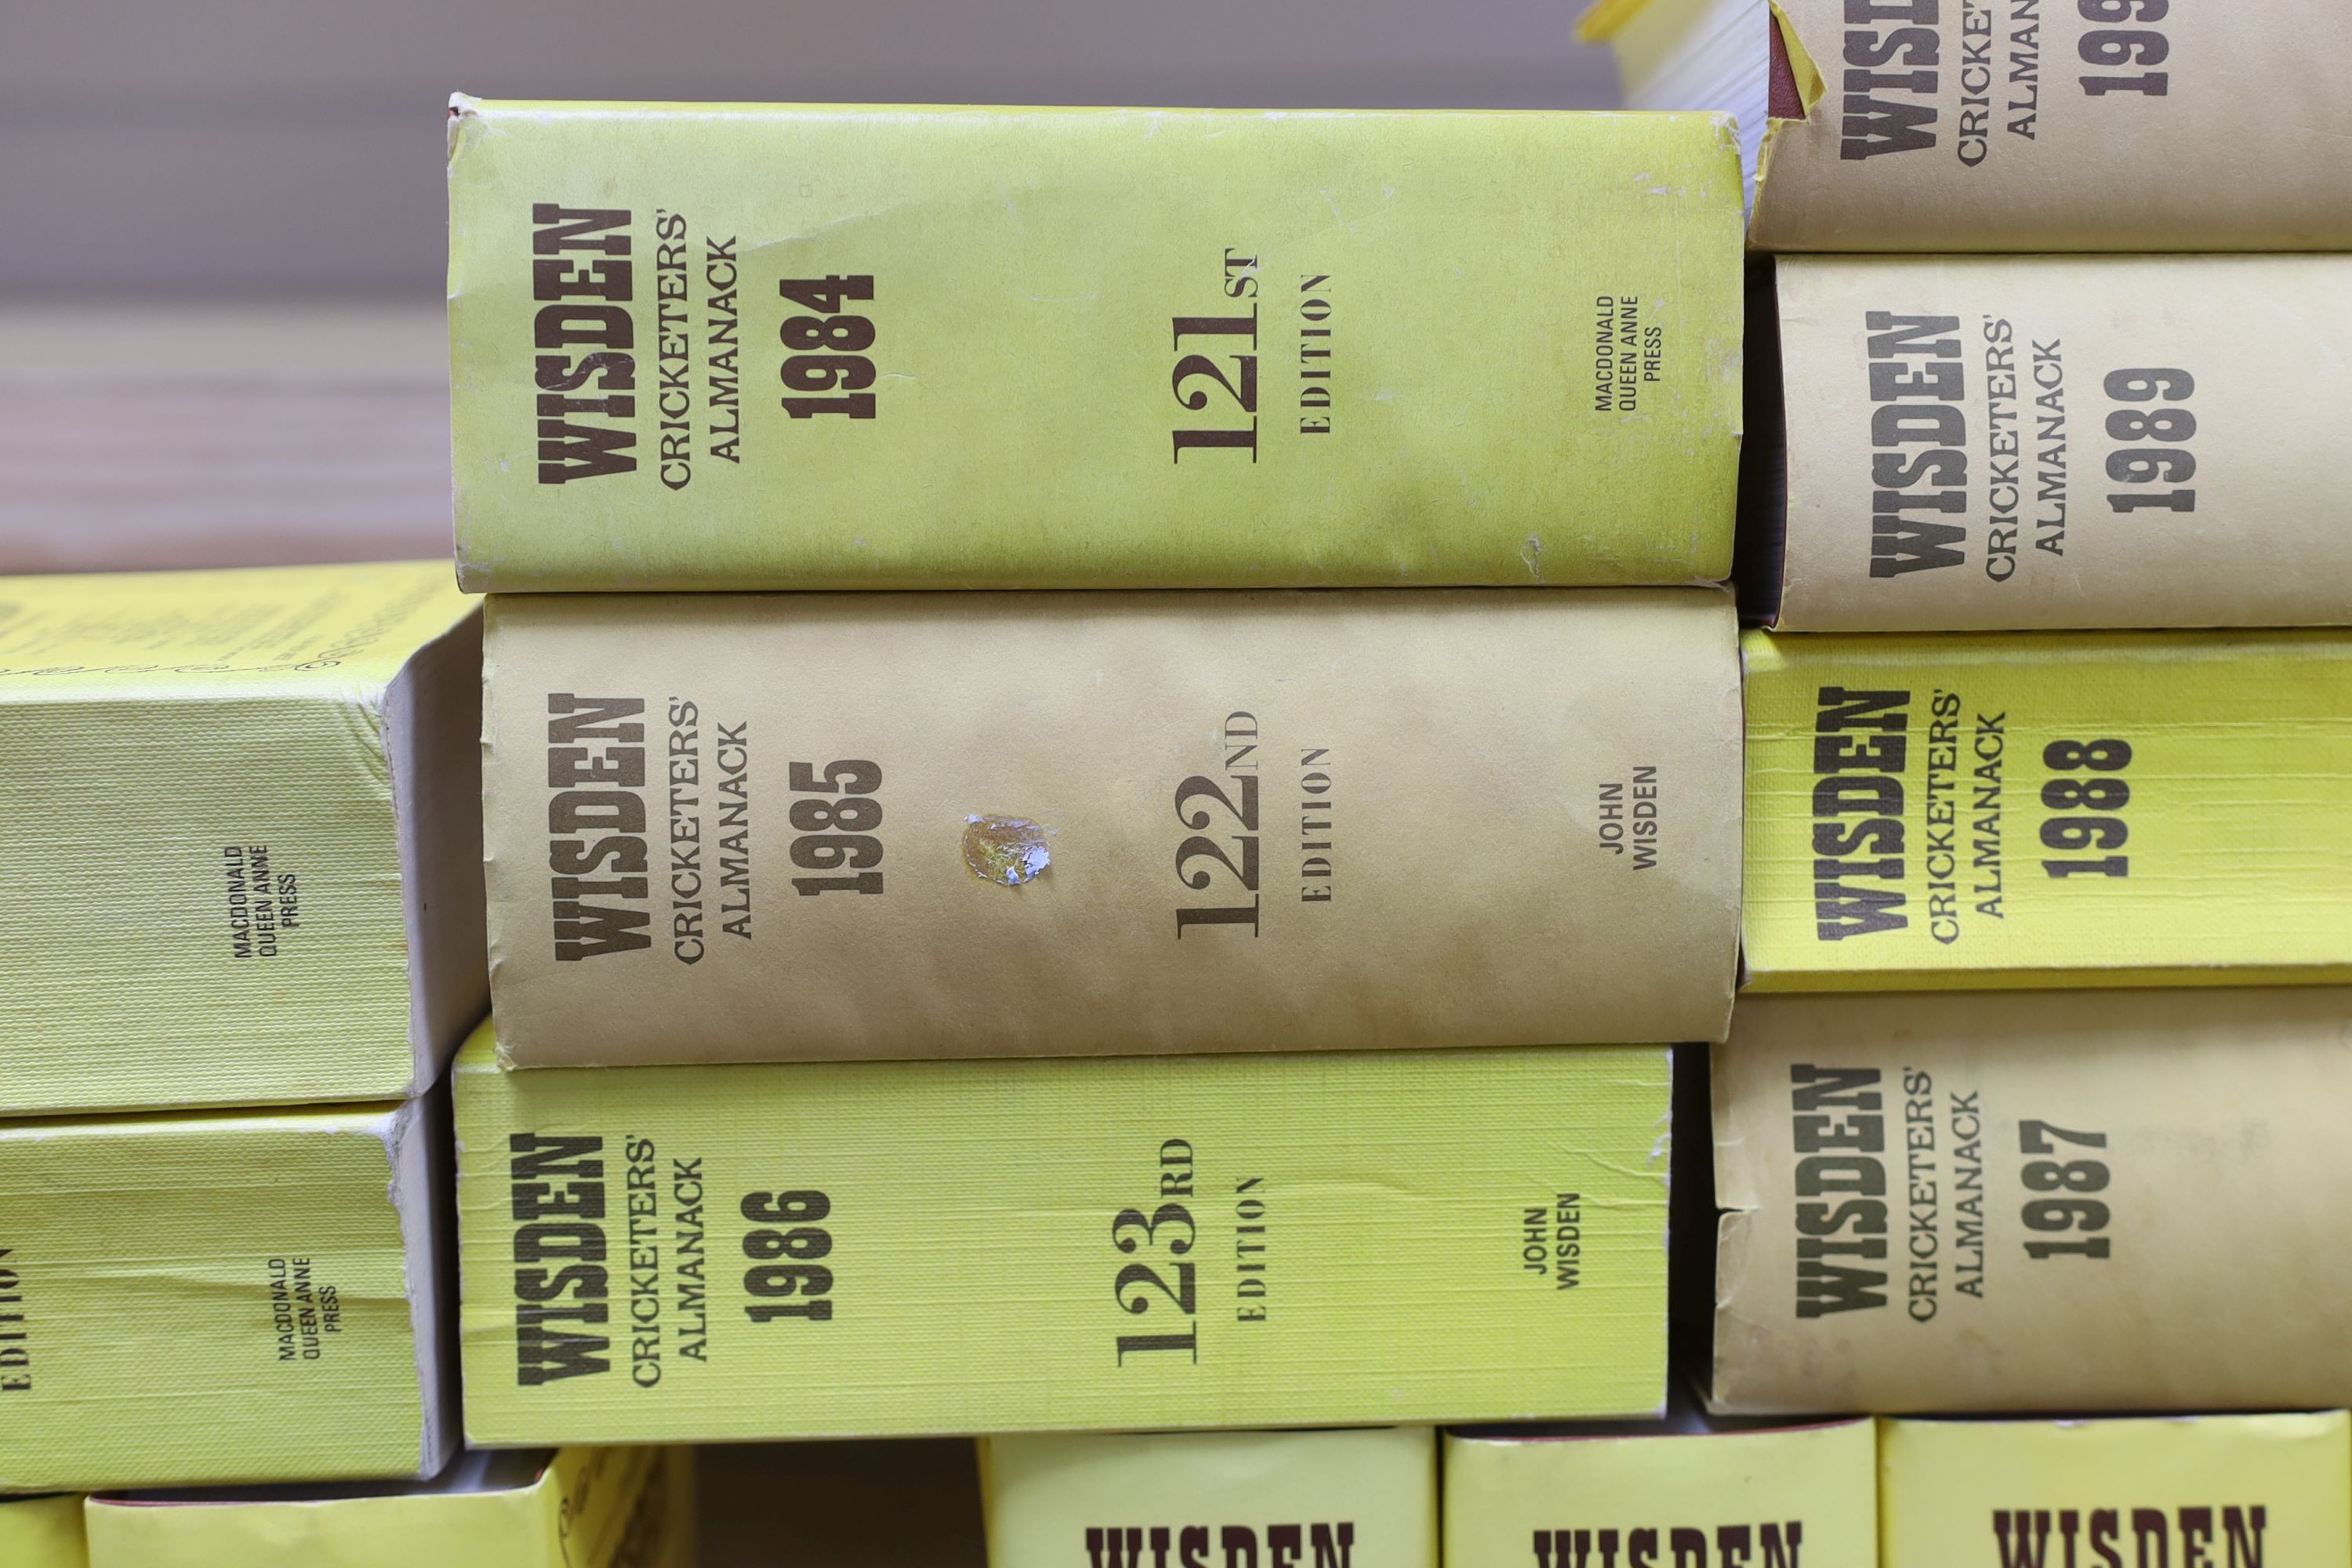 WISDEN
CRICKETERS'
ALMANACK
1984
121ST
EDITION
MACDONALD
QUEEN ANNE
PRESS
WISDEN
CRICKETERS'
ALMANACK
1985
122ND
EDITION
JOHN
WISDEN
WISDEN
CRICKETERS'
ALMANACK
1986
123RD
EDITION
JOHN
WISDEN
MACDONALD
QUEEN ANNE
PRESS
EDITION
MACDONALD
QUEEN ANNE
PRESS
WISDEN
CRICKETERS'
ALMANACK
1989
WISDEN
CRICKETERS'
ALMANACK
1988
WISDEN
CRICKETERS'
ALMANACK
1987
WISDEN
WISDEN
WISDEN